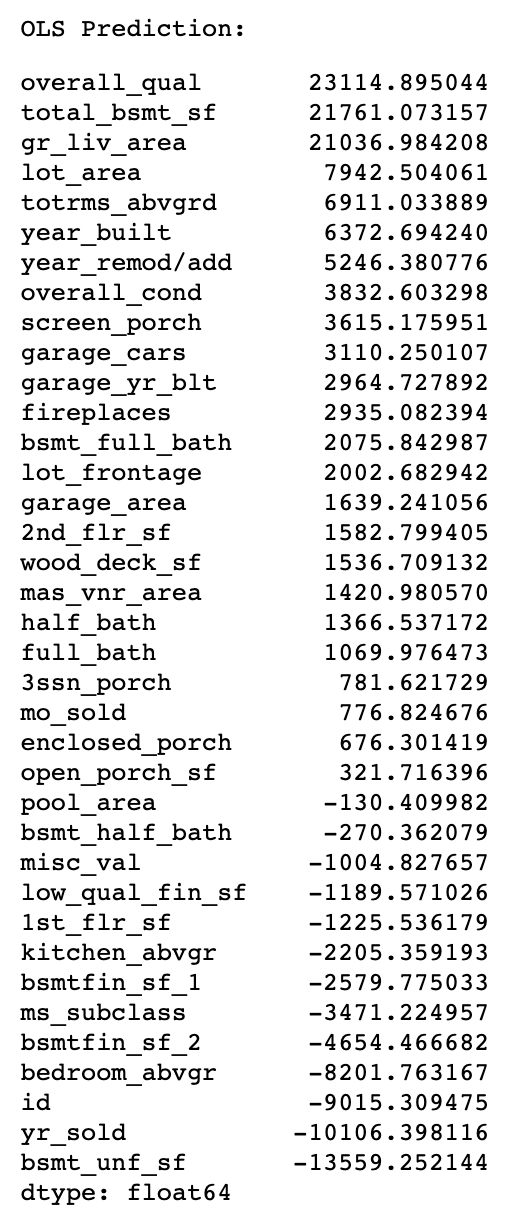 OLS Prediction:
overall_qual 23114.895044
total_bsmt_sf 21761.073157
gr_liv_area 21036.984208
lot_area 7942.504061
totrms_abvgrd 6911.033889
year_built 6372.694240
year_remod/add 5246.380776
overall_cond 3832.603298
screen_porch 3615.175951
garage_cars 3110.250107
garage_yr_blt 2964.727892
fireplaces 2935.082394
bsmt_full_bath 2075.842987
lot_frontage 2002.682942
garage_area 1639.241056
2nd_flr_sf 1582.799405
wood_deck_sf 1536.709132
mas_vnr_area 1420.980570
half_bath 1366.537172
full_bath 1069.976473
3ssn_porch 781.621729
mo_sold 776.824676
enclosed_porch 676.301419
open_porch_sf 321.716396
pool_area -130.409982
bsmt_half_bath -270.362079
misc_val -1004.827657
low_qual_fin_sf -1189.571026
1st_flr_sf -1225.536179
kitchen_abvgr -2205.359193
bsmtfin_sf_1 -2579.775033
ms_subclass -3471.224957
bsmtfin_sf_2 -4654.466682
bedroom_abvgr -8201.763167
id -9015.309475
yr_sold -10106.398116
bsmt_unf_sf -13559.252144
dtype: float64